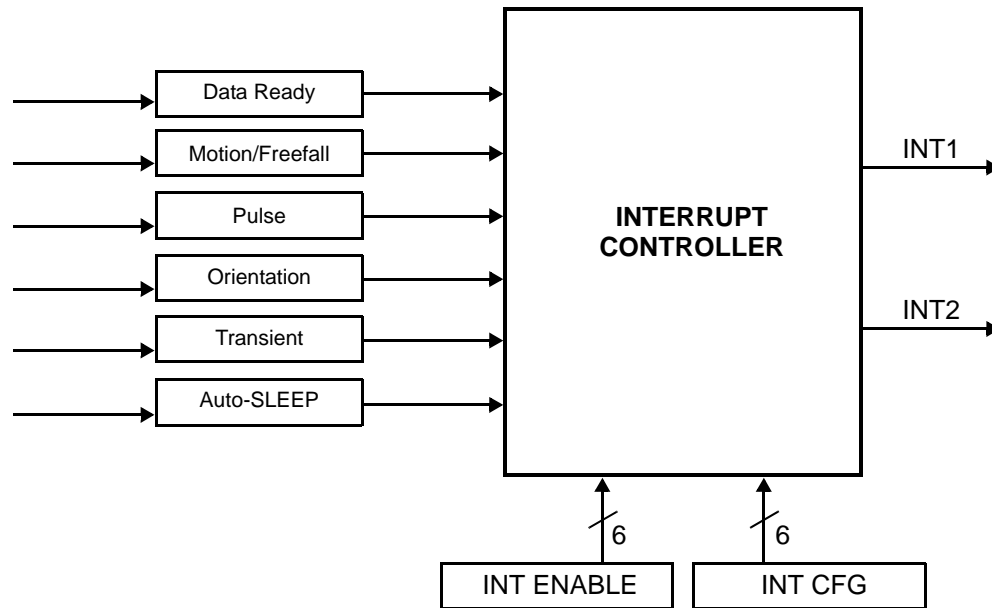 Data Ready
Motion/Freefall
Pulse
Orientation
Transient
Auto-SLEEP
INTERRUPT
CONTROLLER
INT1
INT2
6
6
INT ENABLE
INT CFG